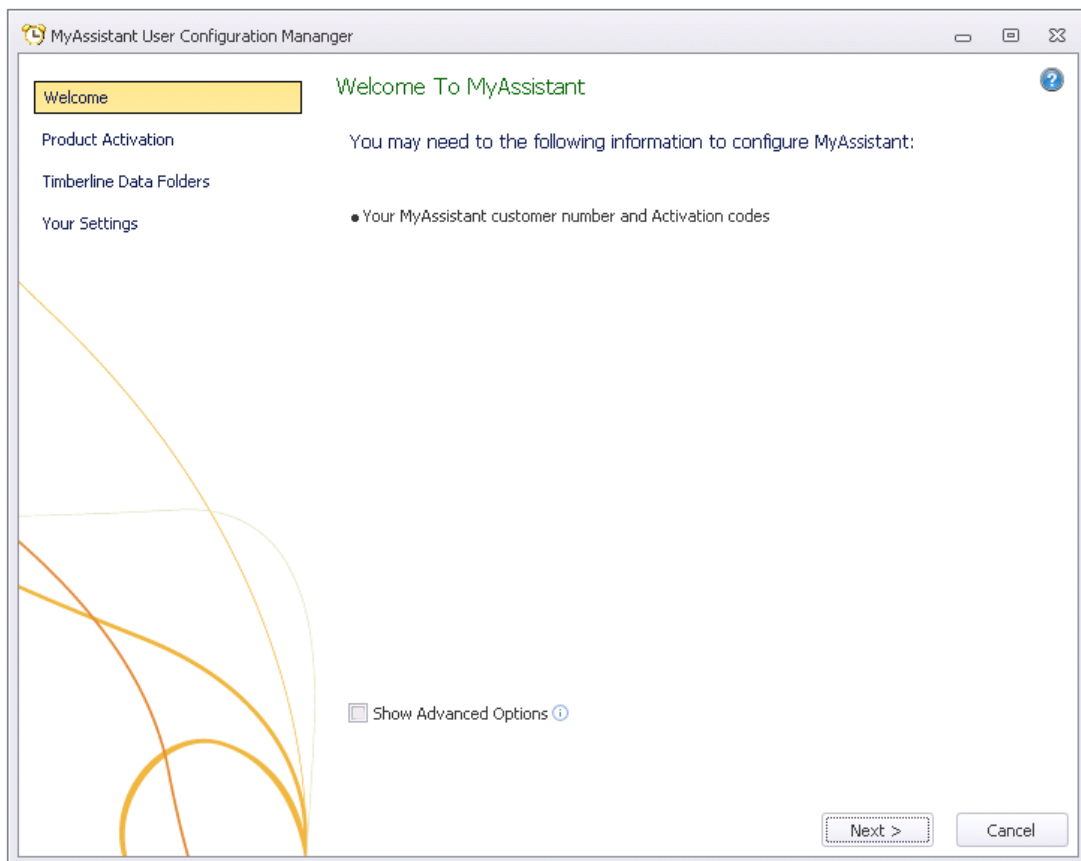 MyAssistant User Configuration Mananger
Welcome
Product Activation
Timberline Data Folders
Your Settings
Welcome To MyAssistant
?
You may need to the following information to configure MyAssistant:
• Your MyAssistant customer number and Activation codes
Show Advanced Options i
Next >
Cancel